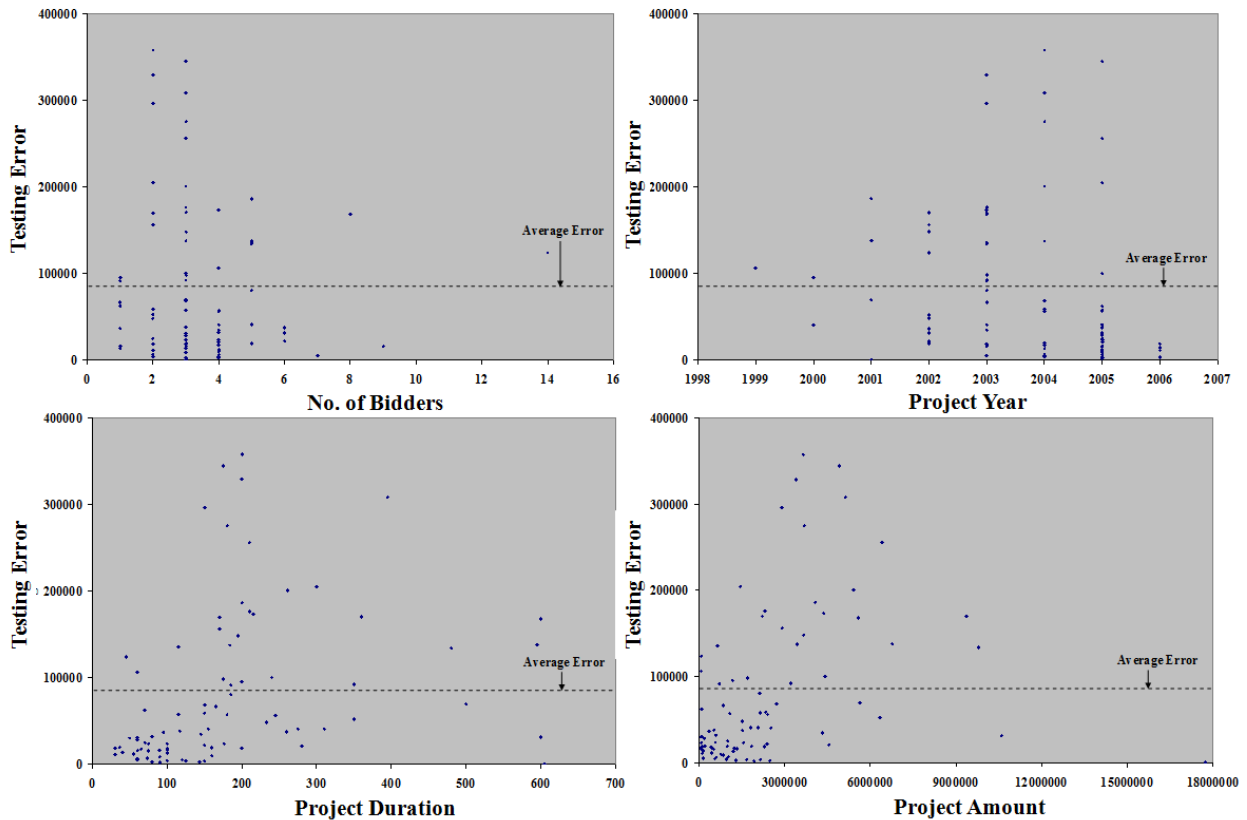 400000
300000
200000
100000
0
Testing Error
Average Error
0 2 4 6 8 10 12 14 16
No. of Bidders
400000
300000
200000
100000
0
Testing Error
Average Error
1998 1999 2000 2001 2002 2003 2004 2005 2006 2007
Project Year
400000
300000
200000
100000
0
Testing Error
Average Error
0 100 200 300 400 500 600 700
Project Duration
400000
300000
200000
100000
0
Testing Error
Average Error
0 3000000 6000000 9000000 12000000 15000000 18000000
Project Amount